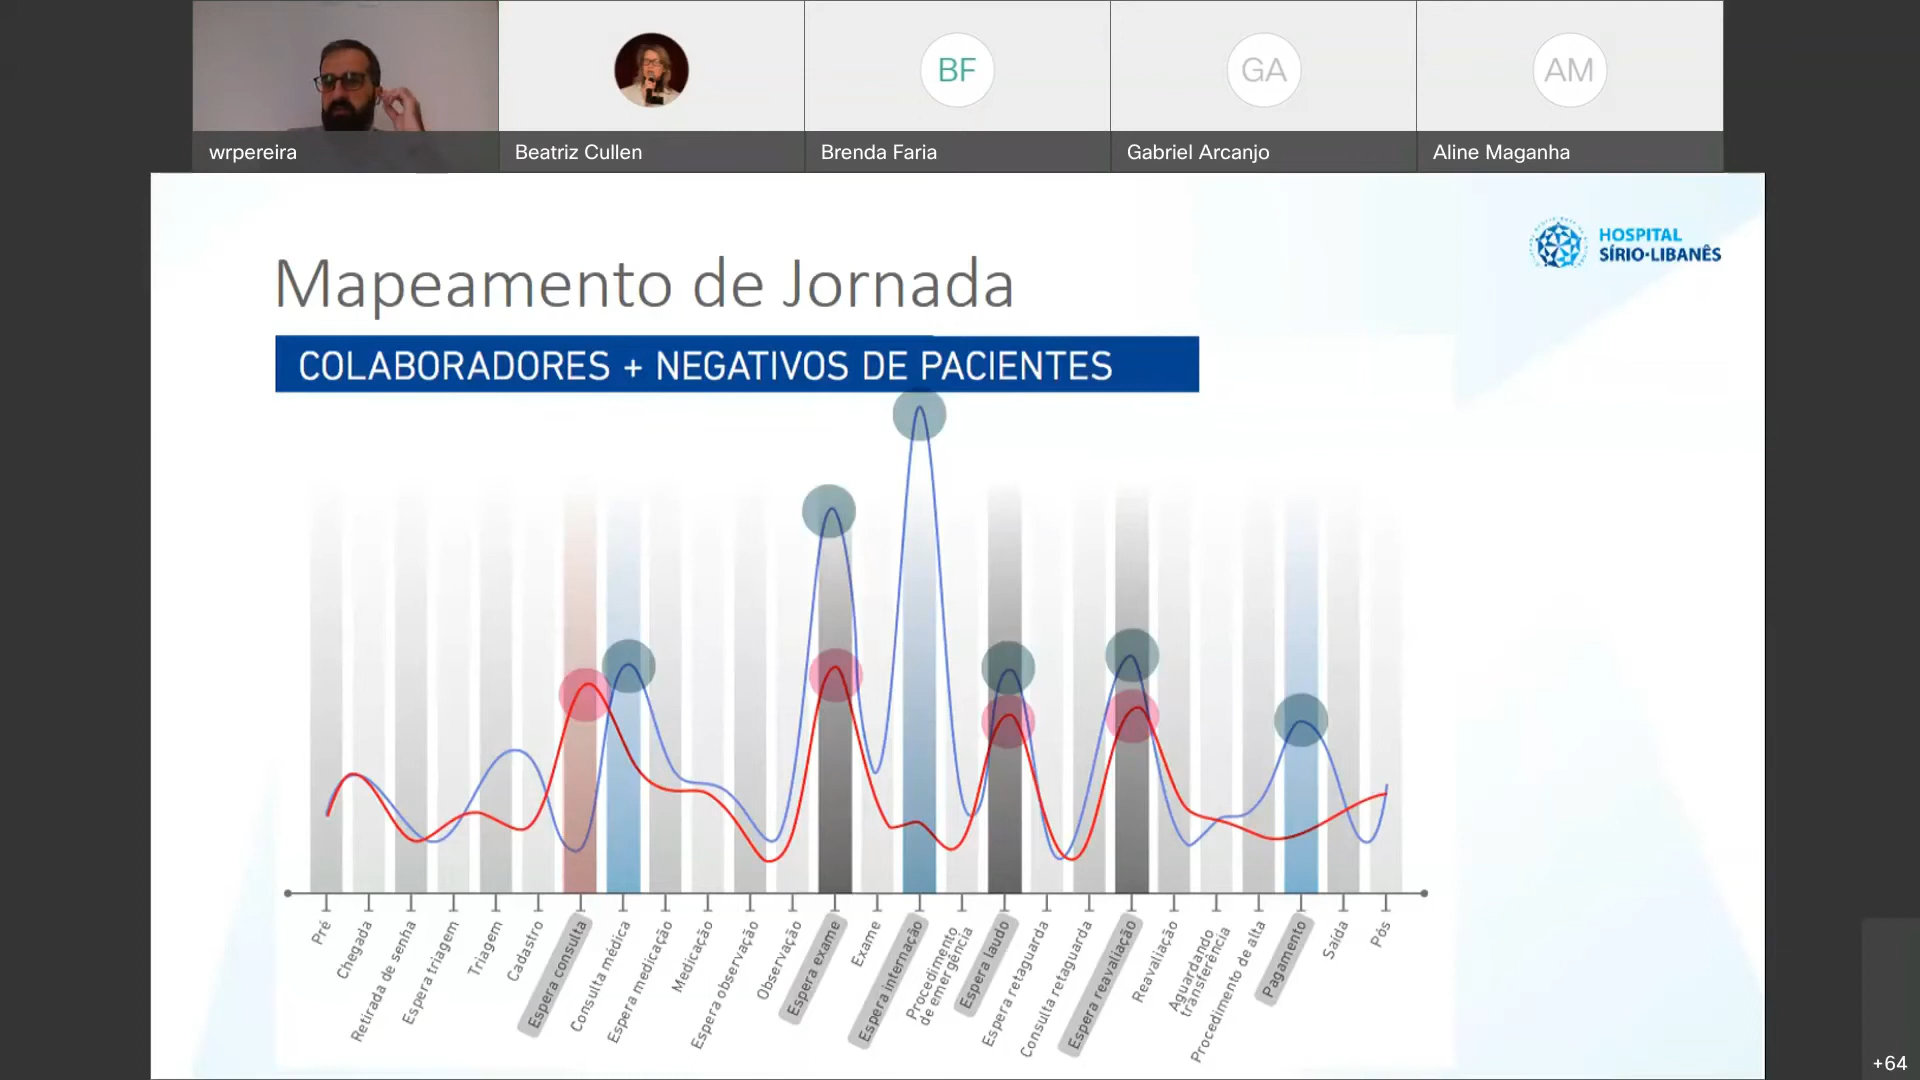 BF
GA
AM
wrpereira
Beatriz Cullen
Brenda Faria
Gabriel Arcanjo
Aline Maganha
HOSPITAL
SÍRIO•LIBANÊS
Mapeamento de Jornada
COLABORADORES + NEGATIVOS DE PACIENTES
Pré
Chegada
Retirada de senha
Espera triagem
Triagem
Cadastro
Espera consulta
Consulta médica
Espera medicação
Medicação
Espera observação
Observação
Espera exame
Exame
Espera internação
Procedimento
de emergência
Espera laudo
Espera retaguarda
Consulta retaguarda
Espera reavaliação
Reavaliação
Aguardando
transferência
Procedimento de alta
Pagamento
Saída
Pós
+64